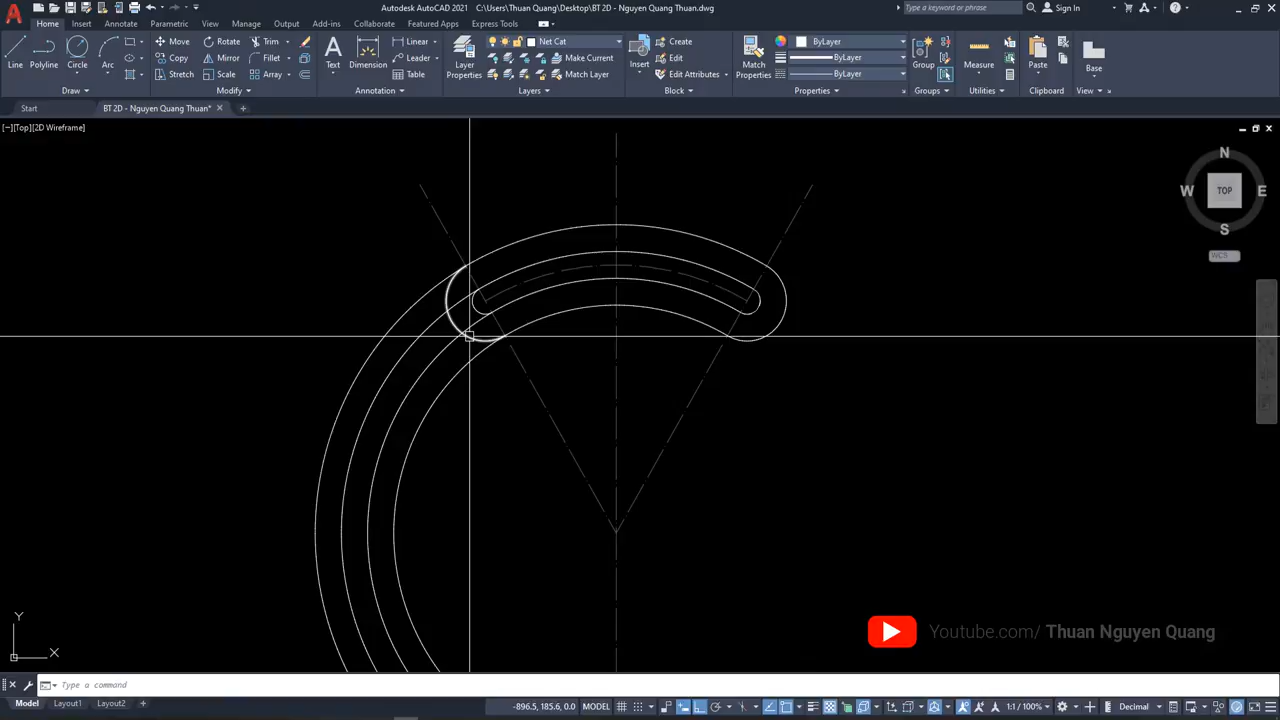 Autodesk AutoCAD 2021 C:\Users\Thuan Quang\Desktop\BT 2D - Nguyen Quang Thuan.dwg
Type a keyword or phrase
Sign In
Home Insert Annotate Parametric View Manage Output Add-ins Collaborate Featured Apps Express Tools
Line Polyline Circle Arc
Move Rotate Trim
Copy Mirror Fillet
Stretch Scale Array
Text Dimension
Linear
Leader
Table
Layer Properties
Net Cat
Make Current
Match Layer
Insert
Create
Edit
Edit Attributes
Match Properties
ByLayer
ByLayer
ByLayer
Group Measure Paste Base
Draw Modify Annotation Layers Block Properties Groups Utilities Clipboard View
Start BT 2D - Nguyen Quang Thuan*
[−][Top][2D Wireframe]
N
W TOP E
S
WCS
Y
X
Youtube.com/ Thuan Nguyen Quang
Type a command
Model Layout1 Layout2
-896.5, 185.6, 0.0 MODEL 1:1 / 100% Decimal